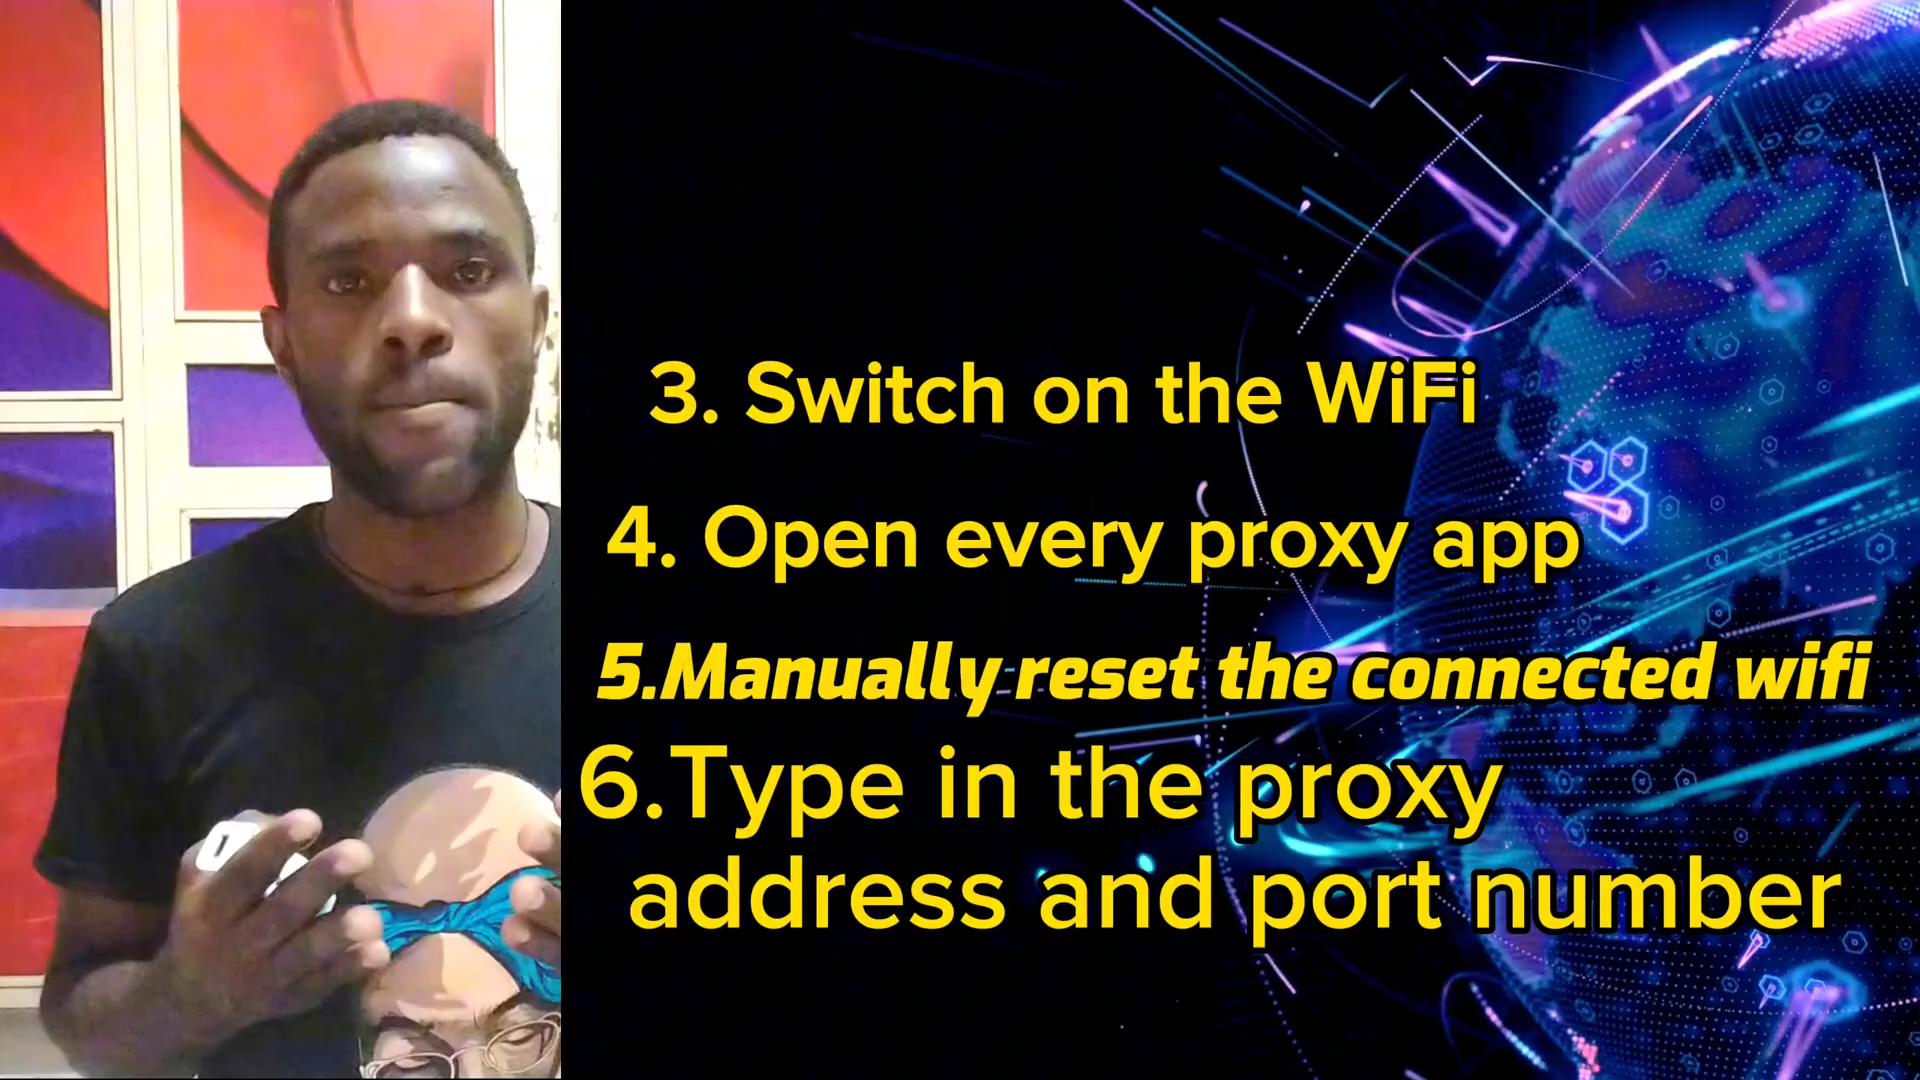 3. Switch on the WiFi
4. Open every proxy app
5.Manually reset the connected wifi
6.Type in the proxy
address and port number